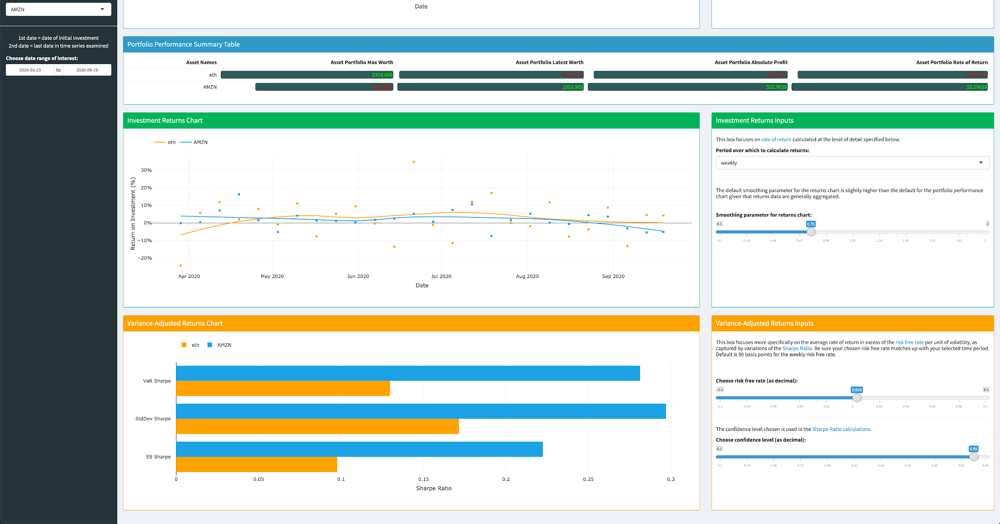 AMZN
1st date = date of initial investment
2nd date = last date in time series examined
Choose date range of interest:
2020-03-23 to 2020-09-19
Date
Portfolio Performance Summary Table
Asset Names Asset Portfolio Max Worth Asset Portfolio Latest Worth Asset Portfolio Absolute Profit Asset Portfolio Rate of Return
eth 2318.608
AMZN 1552.903 552.9028 55.29028
Investment Returns Chart
eth AMZN
Return on Investment (%)
30%
20%
10%
0%
−10%
−20%
Apr 2020 May 2020 Jun 2020 Jul 2020 Aug 2020 Sep 2020
Date
Investment Returns Inputs
This box focuses on rate of return calculated at the level of detail specified below.
Period over which to calculate returns:
weekly
The default smoothing parameter for the returns chart is slightly higher than the default for the portfolio performance
chart given that returns data are generally aggregated.
Smoothing parameter for returns chart:
0.1 0.75 2
0.1 0.29 0.48 0.67 0.86 1.05 1.24 1.43 1.62 1.81 2
Variance-Adjusted Returns Chart
eth AMZN
VaR Sharpe
StdDev Sharpe
ES Sharpe
0 0.05 0.1 0.15 0.2 0.25 0.3
Sharpe Ratio
Variance-Adjusted Returns Inputs
This box focuses more specifically on the average rate of return in excess of the risk free rate per unit of volatility, as
captured by variations of the Sharpe Ratio. Be sure your chosen risk free rate matches up with your selected time period.
Default is 30 basis points for the weekly risk free rate.
Choose risk free rate (as decimal):
-0.1 0.003 0.1
-0.1 -0.08 -0.06 -0.04 -0.02 0 0.02 0.04 0.06 0.08 0.1
The confidence level chosen is used in the Sharpe Ratio calculations.
Choose confidence level (as decimal):
0.1 0.95
0.1 0.19 0.28 0.37 0.46 0.55 0.64 0.73 0.82 0.91 0.99